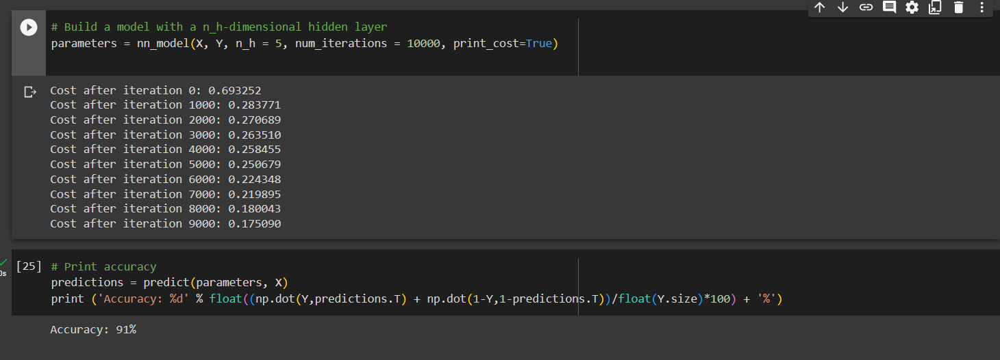 # Build a model with a n_h-dimensional hidden layer
parameters = nn_model(X, Y, n_h = 5, num_iterations = 10000, print_cost=True)
Cost after iteration 0: 0.693252
Cost after iteration 1000: 0.283771
Cost after iteration 2000: 0.270689
Cost after iteration 3000: 0.263510
Cost after iteration 4000: 0.258455
Cost after iteration 5000: 0.250679
Cost after iteration 6000: 0.224348
Cost after iteration 7000: 0.219895
Cost after iteration 8000: 0.180043
Cost after iteration 9000: 0.175090
[25] # Print accuracy
predictions = predict(parameters, X)
print ('Accuracy: %d' % float((np.dot(Y,predictions.T) + np.dot(1-Y,1-predictions.T))/float(Y.size)*100) + '%')
Accuracy: 91%